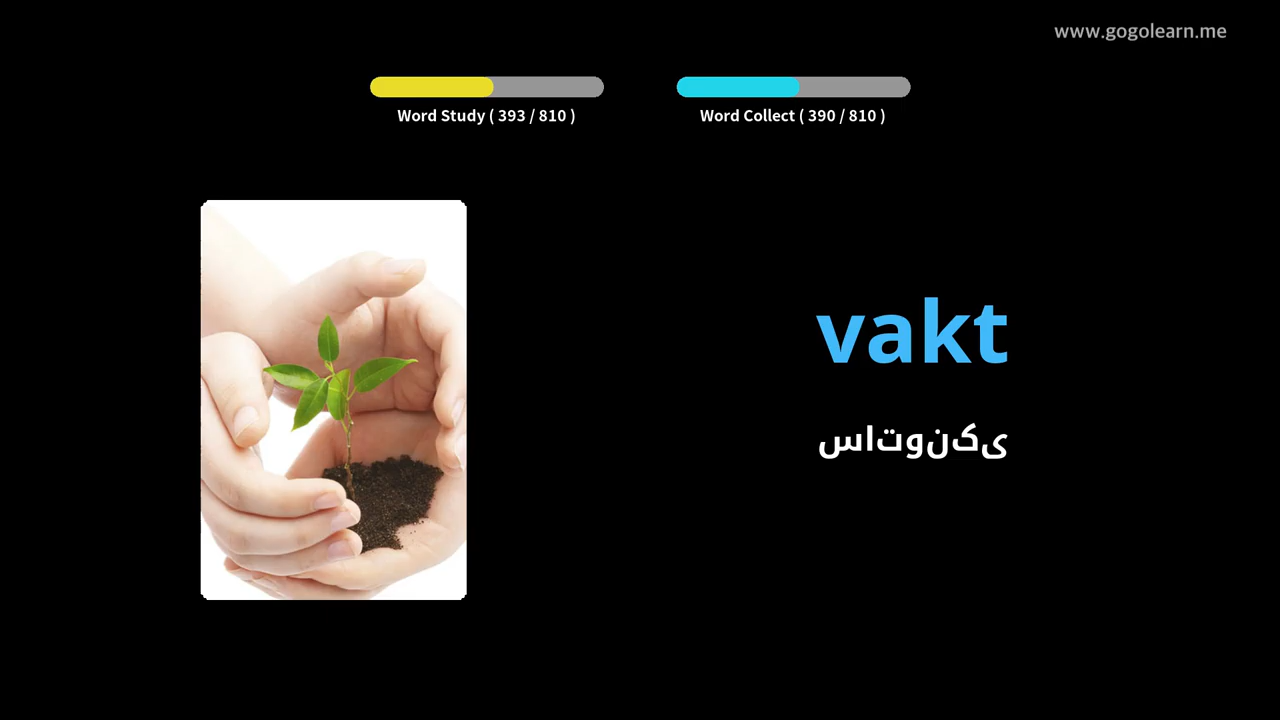 www.gogolearn.me
Word Study ( 393 / 810 )
Word Collect ( 390 / 810 )
vakt
یکنوتاس